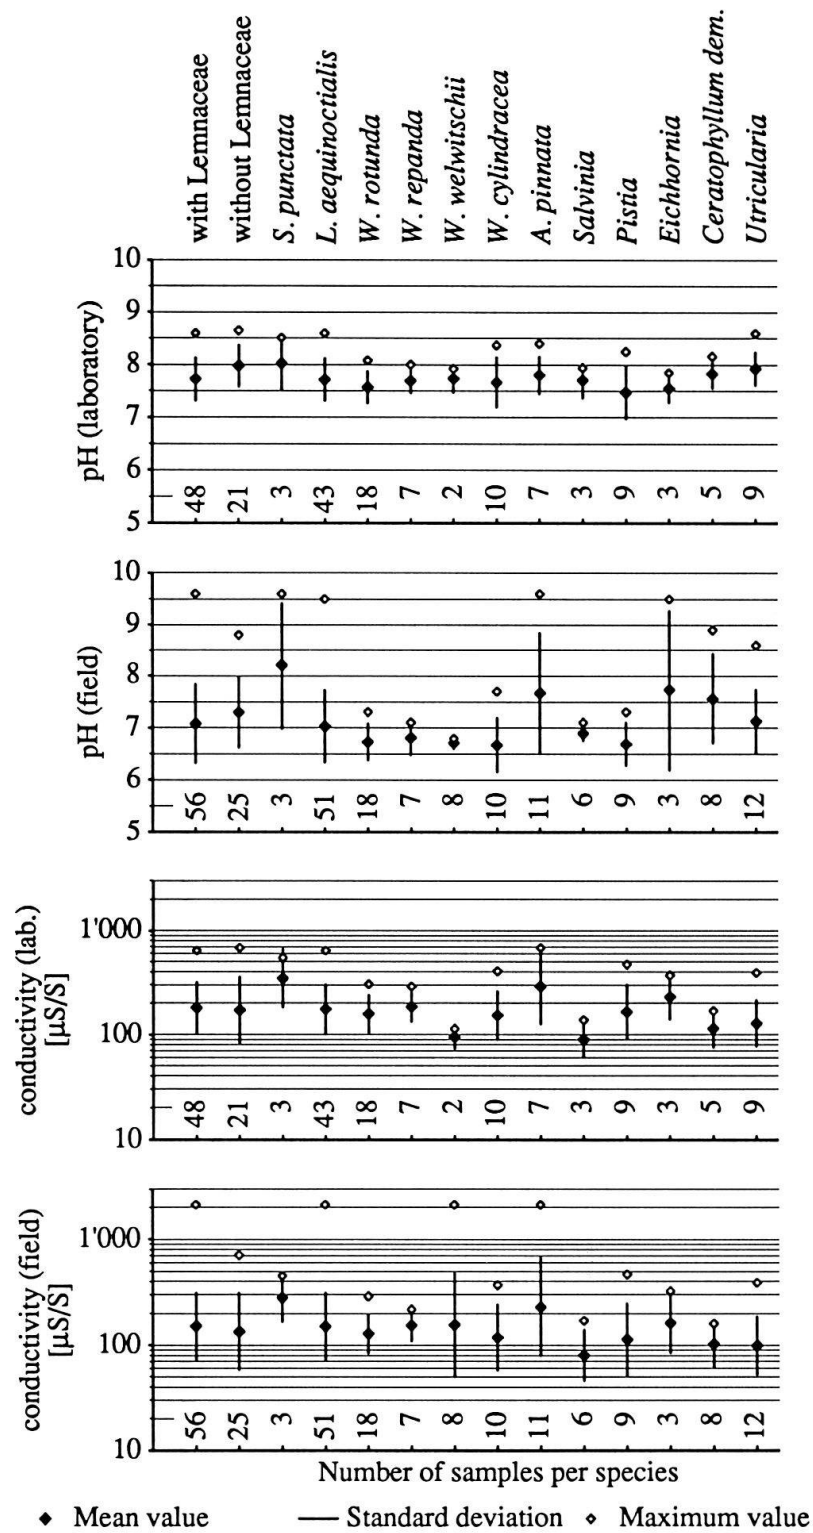 with Lemnaceae
without Lemnaceae
S. punctata
L. aequinoctialis
W. rotunda
W. repanda
W. welwitschii
W. cylindracea
A. pinnata
Salvinia
Pistia
Eichhornia
Ceratophyllum dem.
Utricularia
pH (laboratory)
10
9
8
7
6
5
48 21 3 43 18 7 2 10 7 3 9 3 5 9
pH (field)
10
9
8
7
6
5
56 25 3 51 18 7 8 10 11 6 9 3 8 12
conductivity (lab.)
[µS/S]
1'000
100
10
48 21 3 43 18 7 2 10 7 3 9 3 5 9
conductivity (field)
[µS/S]
1'000
100
10
56 25 3 51 18 7 8 10 11 6 9 3 8 12
Number of samples per species
Mean value Standard deviation Maximum value